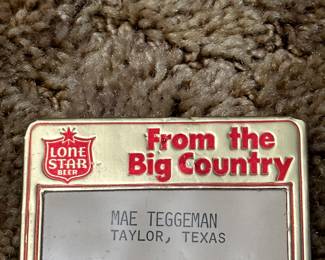 LONE
STAR
BEER
From the
Big Country
MAE TEGGEMAN
TAYLOR, TEXAS